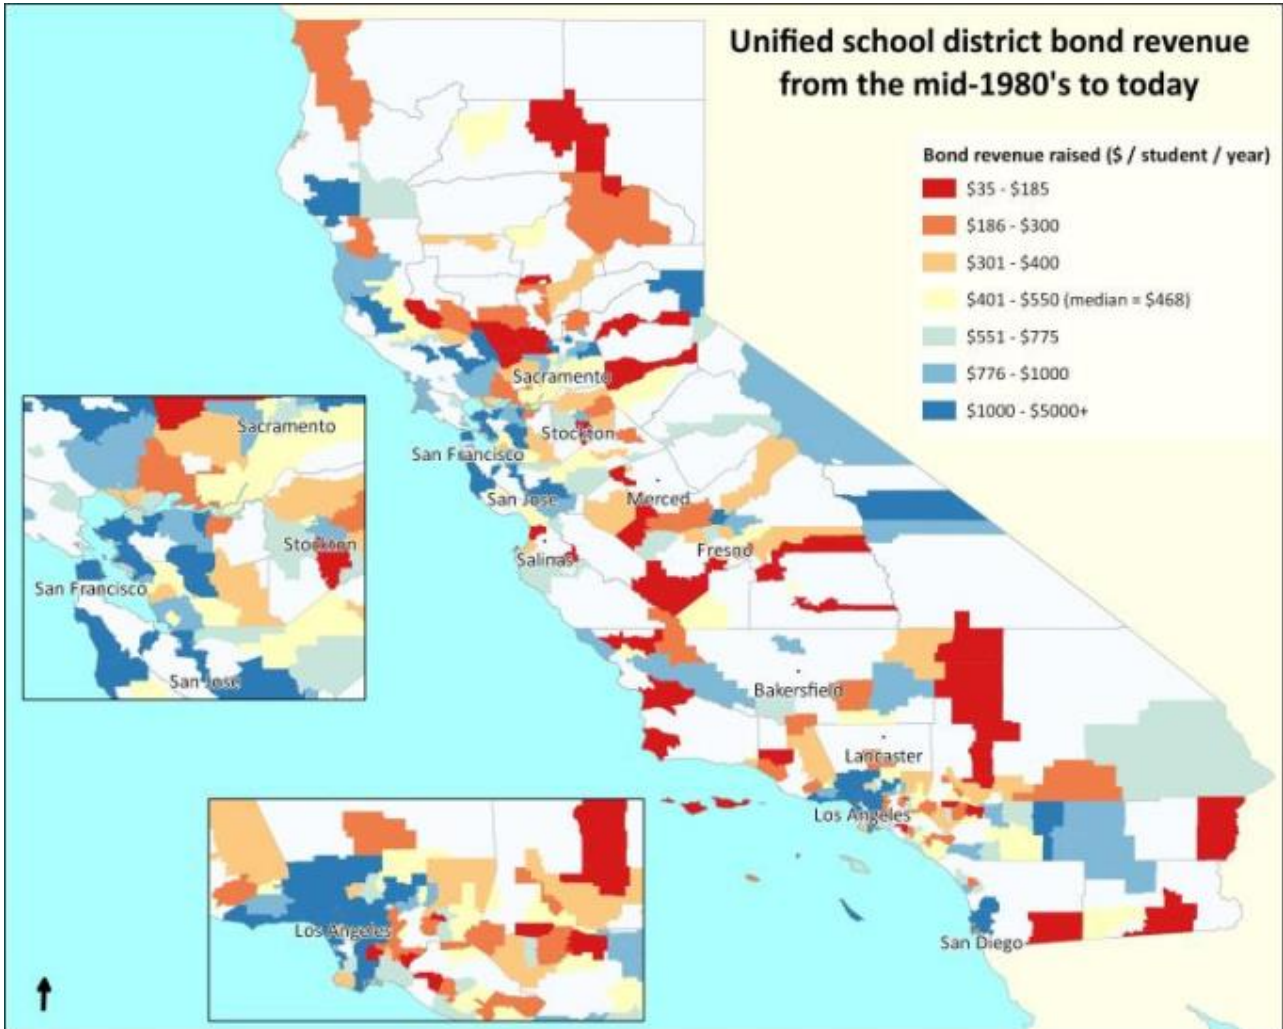 Unified school district bond revenue
from the mid-1980's to today
Bond revenue raised ($ / student / year)
$35 - $185
$186 - $300
$301 - $400
$401 - $550 (median = $468)
$551 - $775
$776 - $1000
$1000 - $5000+
Sacramento
Stockton
San Francisco
San Jose
Merced
Salinas
Fresno
Bakersfield
Lancaster
Los Angeles
San Diego
Sacramento
Stockton
San Francisco
San Jose
Los Angeles